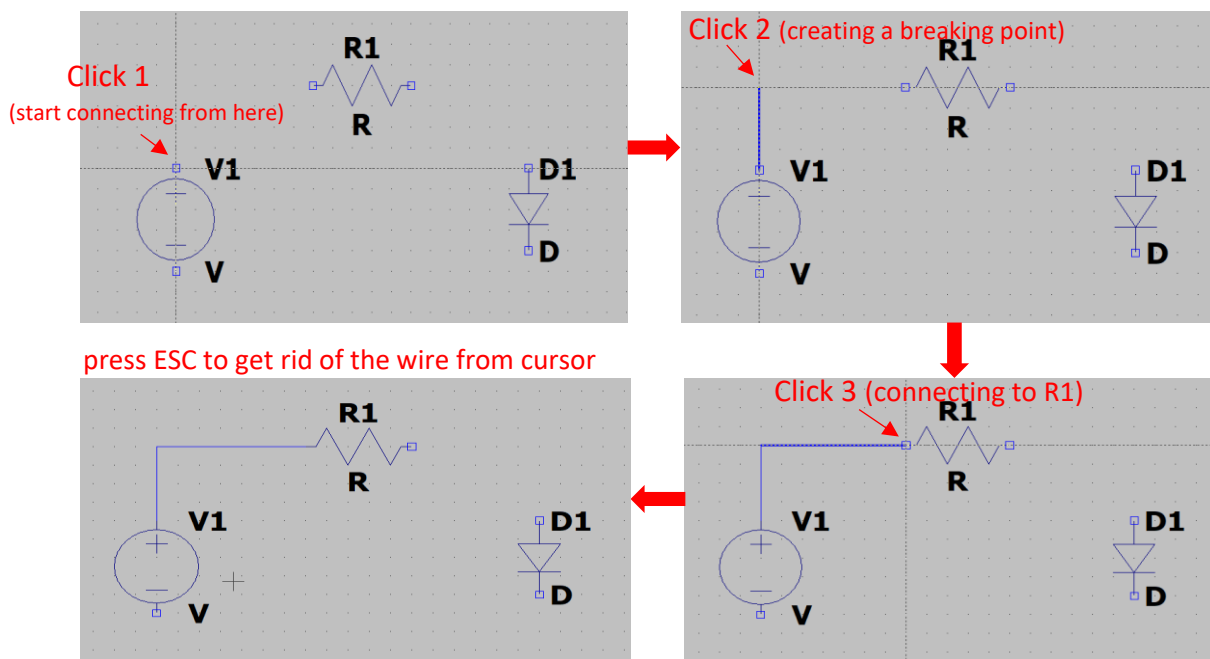 R1
Click 1
(start connecting from here)
R
V1
D1
V
D
Click 2 (creating a breaking point)
R1
R
V1
D1
V
D
press ESC to get rid of the wire from cursor
R1
R
V1
D1
V
D
Click 3 (connecting to R1)
R1
R
V1
D1
V
D